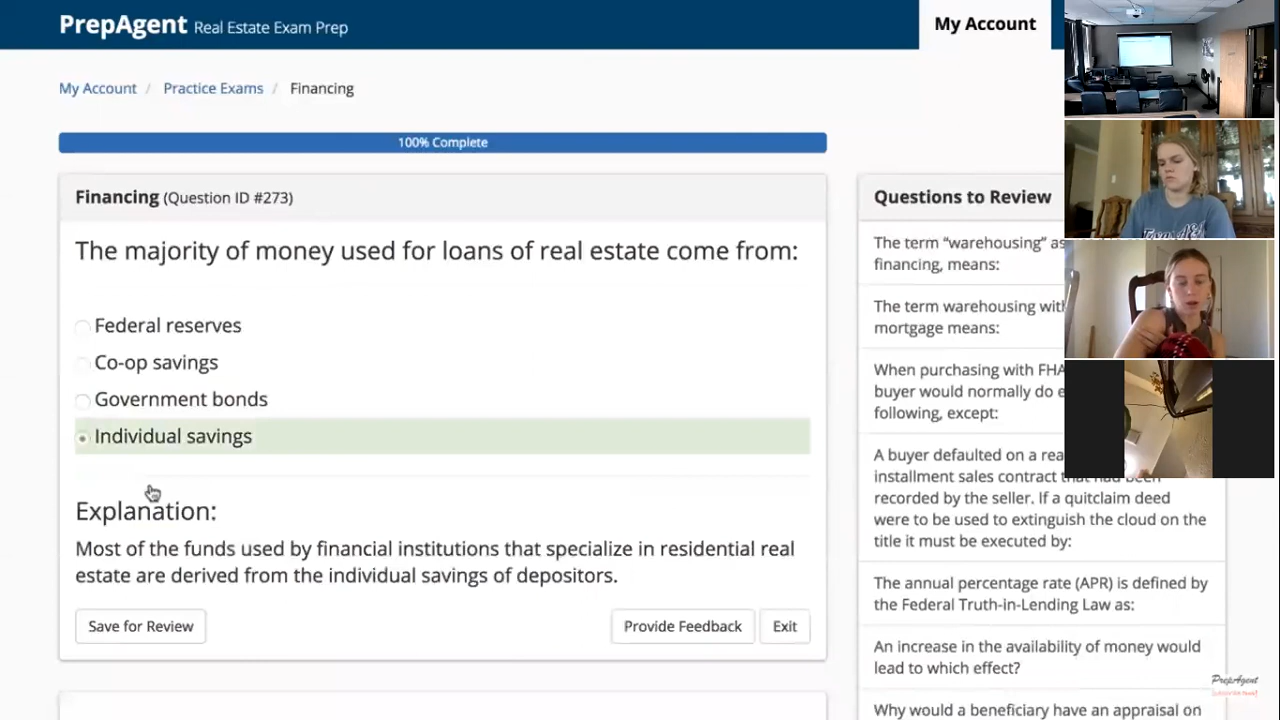 PrepAgent Real Estate Exam Prep
My Account
My Account / Practice Exams / Financing
100% Complete
Financing (Question ID #273)
The majority of money used for loans of real estate come from:
Federal reserves
Co-op savings
Government bonds
Individual savings
Explanation:
Most of the funds used by financial institutions that specialize in residential real
estate are derived from the individual savings of depositors.
Save for Review
Provide Feedback
Exit
Questions to Review
The term “warehousing” as
financing, means:
The term warehousing with
mortgage means:
When purchasing with FHA
buyer would normally do
following, except:
A buyer defaulted on a
installment sales contract that had been
recorded by the seller. If a quitclaim deed
were to be used to extinguish the cloud on the
title it must be executed by:
The annual percentage rate (APR) is defined by
the Federal Truth-in-Lending Law as:
An increase in the availability of money would
lead to which effect?
Why would a beneficiary have an appraisal on
PrepAgent